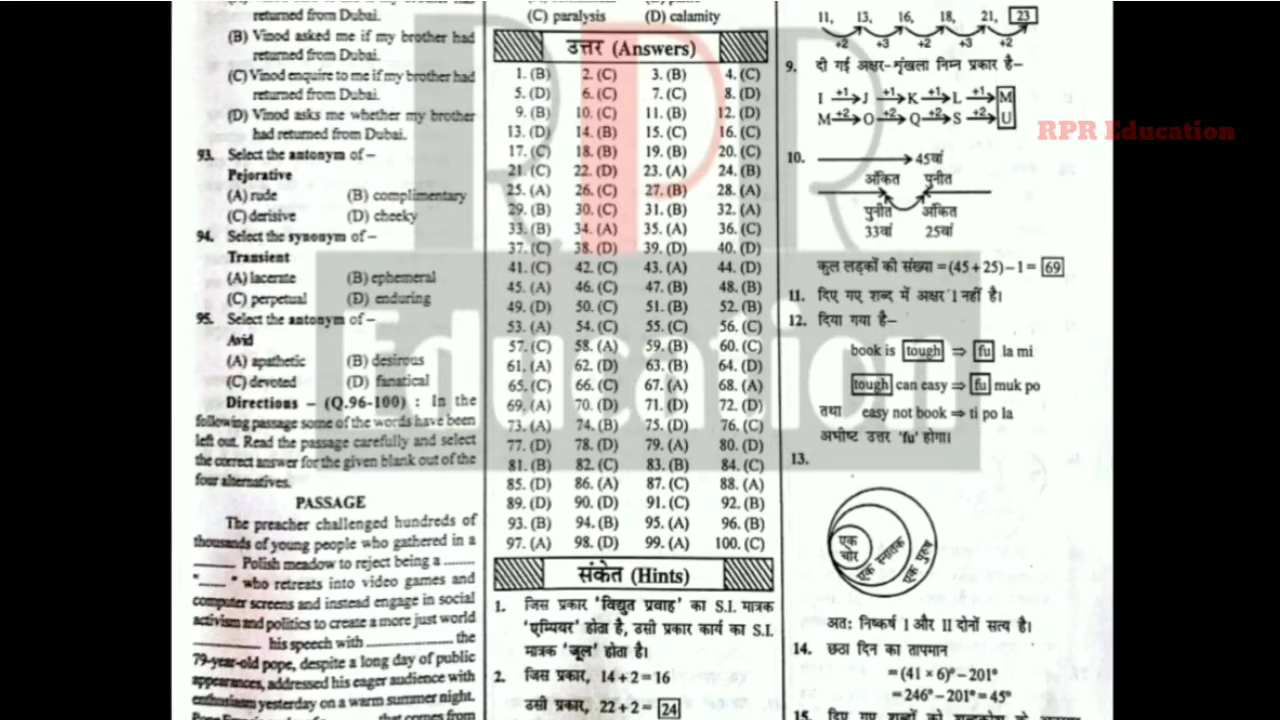 returned from Dubai.
(B) Vinod asked me if my brother had
returned from Dubai.
(C) Vinod enquire to me if my brother had
returned from Dubai.
(D) Vinod asks me whether my brother
had returned from Dubai.
93. Select the antonym of –
Pejorative
(A) rude (B) complimentary
(C) derisive (D) cheeky
94. Select the synonym of –
Transient
(A) lacerate (B) ephemeral
(C) perpetual (D) enduring
95. Select the antonym of –
Avid
(A) apathetic (B) desirous
(C) devoted (D) fanatical
Directions – (Q.96-100) : In the
following passage some of the words have been
left out. Read the passage carefully and select
the correct answer for the given blank out of the
four alternatives.
PASSAGE
The preacher challenged hundreds of
thousands of young people who gathered in a
______ Polish meadow to reject being a ______
"____" who retreats into video games and
computer screens and instead engage in social
activism and politics to create a more just world
______ his speech with ______ the
79-year-old pope, despite a long day of public
appearances, addressed his eager audience with
enthusiasm yesterday on a warm summer night.
that comes from
(C) paralysis (D) calamity
उत्तर (Answers)
1. (B) 2. (C) 3. (B) 4. (C)
5. (D) 6. (C) 7. (C) 8. (D)
9. (B) 10. (C) 11. (B) 12. (D)
13. (D) 14. (B) 15. (C) 16. (C)
17. (C) 18. (B) 19. (B) 20. (C)
21. (C) 22. (D) 23. (A) 24. (B)
25. (A) 26. (C) 27. (B) 28. (A)
29. (B) 30. (C) 31. (B) 32. (A)
33. (B) 34. (A) 35. (A) 36. (C)
37. (C) 38. (D) 39. (D) 40. (D)
41. (C) 42. (C) 43. (A) 44. (D)
45. (A) 46. (C) 47. (B) 48. (B)
49. (D) 50. (C) 51. (B) 52. (B)
53. (A) 54. (C) 55. (C) 56. (C)
57. (C) 58. (A) 59. (B) 60. (C)
61. (A) 62. (D) 63. (B) 64. (D)
65. (C) 66. (C) 67. (A) 68. (A)
69. (A) 70. (D) 71. (D) 72. (D)
73. (A) 74. (B) 75. (D) 76. (C)
77. (D) 78. (D) 79. (A) 80. (D)
81. (B) 82. (C) 83. (B) 84. (C)
85. (D) 86. (A) 87. (C) 88. (A)
89. (D) 90. (D) 91. (C) 92. (B)
93. (B) 94. (B) 95. (A) 96. (B)
97. (A) 98. (D) 99. (A) 100. (C)
संकेत (Hints)
1. जिस प्रकार 'विद्युत प्रवाह' का S.I. मात्रक
'एम्पियर' होता है, उसी प्रकार कार्य का S.I.
मात्रक 'जूल' होता है।
2. जिस प्रकार, 14 + 2 = 16
उसी प्रकार, 22 + 2 = 24
11, 13, 16, 18, 21, 23
+2 +3 +2 +3 +2
9. दी गई अक्षर-शृंखला निम्न प्रकार है–
I +1 J +1 K +1 L +1 M
M +2 O +2 Q +2 S +2 U
10. 45वां
अंकित पुनीत
पुनीत अंकित
33वां 25वां
कुल लड़कों की संख्या = (45 + 25) – 1 = 69
11. दिए गए शब्द में अक्षर 'I' नहीं है।
12. दिया गया है–
book is tough ⇒ fu la mi
tough can easy ⇒ fu muk po
तथा easy not book ⇒ ti po la
अभीष्ट उत्तर 'fu' होगा।
13.
एक चोर
एक स्नातक
एक पुरुष
अतः निष्कर्ष I और II दोनों सत्य है।
14. छठा दिन का तापमान
= (41 × 6)° – 201°
= 246° – 201° = 45°
15. दिए गए शब्दों को शब्दकोश के
RPR Education
RPR
Education